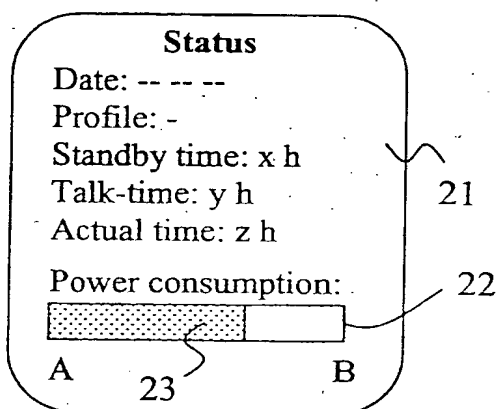 Status
Date: -- -- --
Profile: -
Standby time: x h
Talk-time: y h
Actual time: z h
21
Power consumption:
22
A
B
23